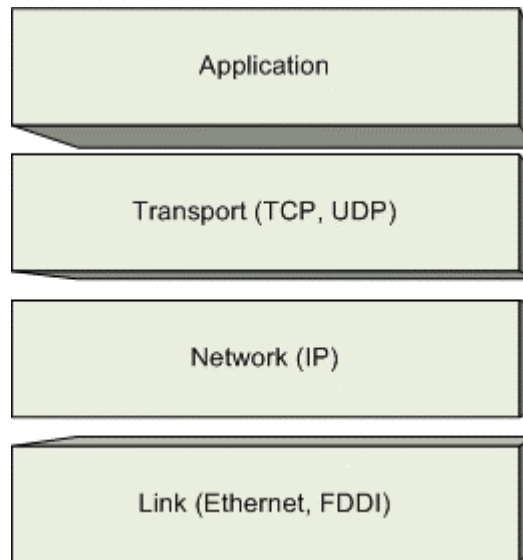 Application
Transport (TCP, UDP)
Network (IP)
Link (Ethernet, FDDI)